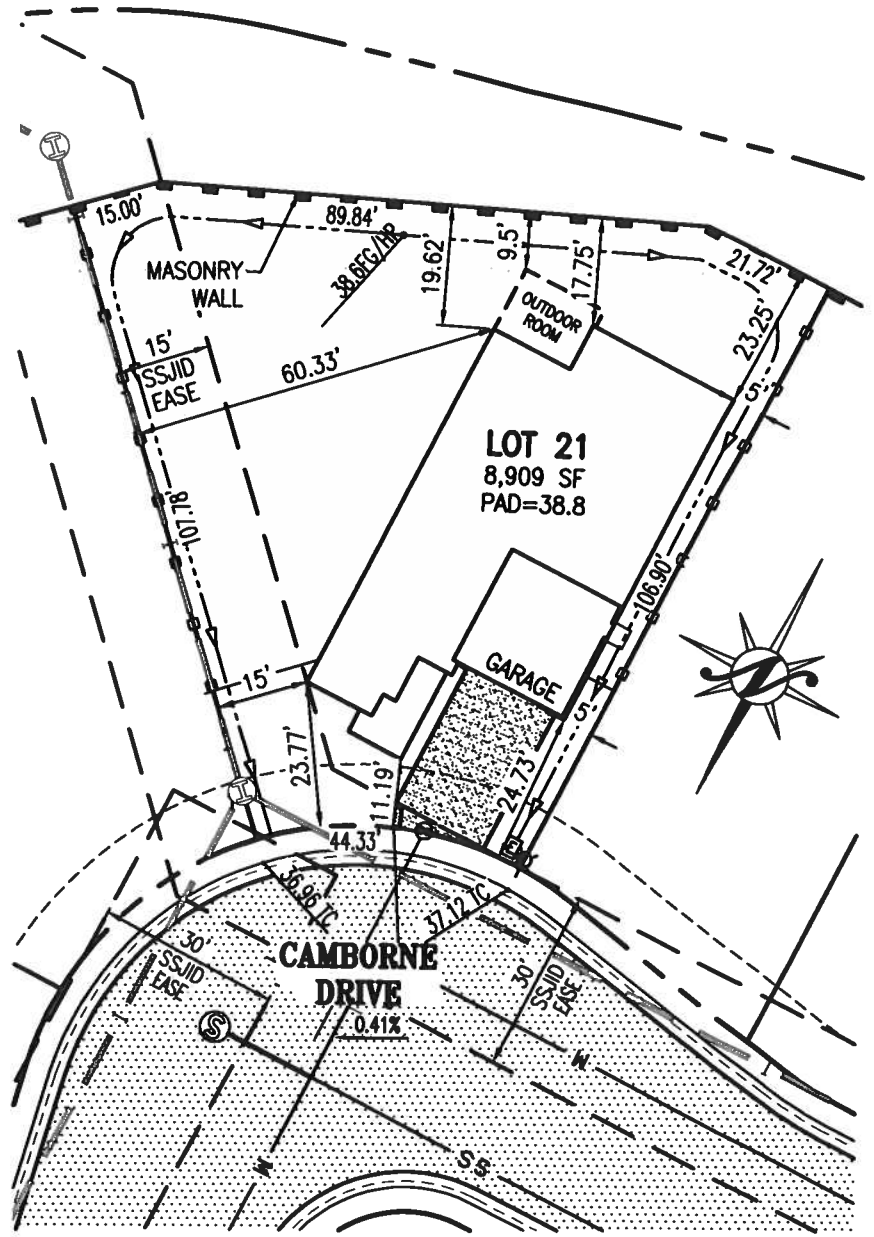 15.00'
89.84'
MASONRY
WALL
38.6FG/HP
19.62'
9.5'
17.75'
21.72'
OUTDOOR
ROOM
23.25'
15'
SSJID
EASE
60.33'
5'
LOT 21
8,909 SF
PAD=38.8
107.78'
106.90'
GARAGE
15'
5'
23.77'
11.19'
24.73'
I
I
E
44.33'
36.96 TC
37.12 TC
CAMBORNE
DRIVE
0.41%
30'
SSJID
EASE
30'
SSJID
EASE
S
N
M
M
S5